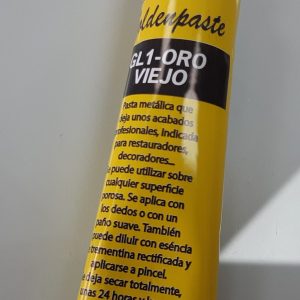 ldenpaste
GL1-ORO
VIEJO
Pasta metálica que
deja unos acabados
profesionales, Indicada
para restauradores,
decoradores...
Se puede utilizar sobre
cualquier superficie
porosa. Se aplica con
los dedos o con un
paño suave. También
puede diluir con eséncia
trementina rectificada y
aplicarse a pincel.
deja secar totalmente,
unas 24 horas y